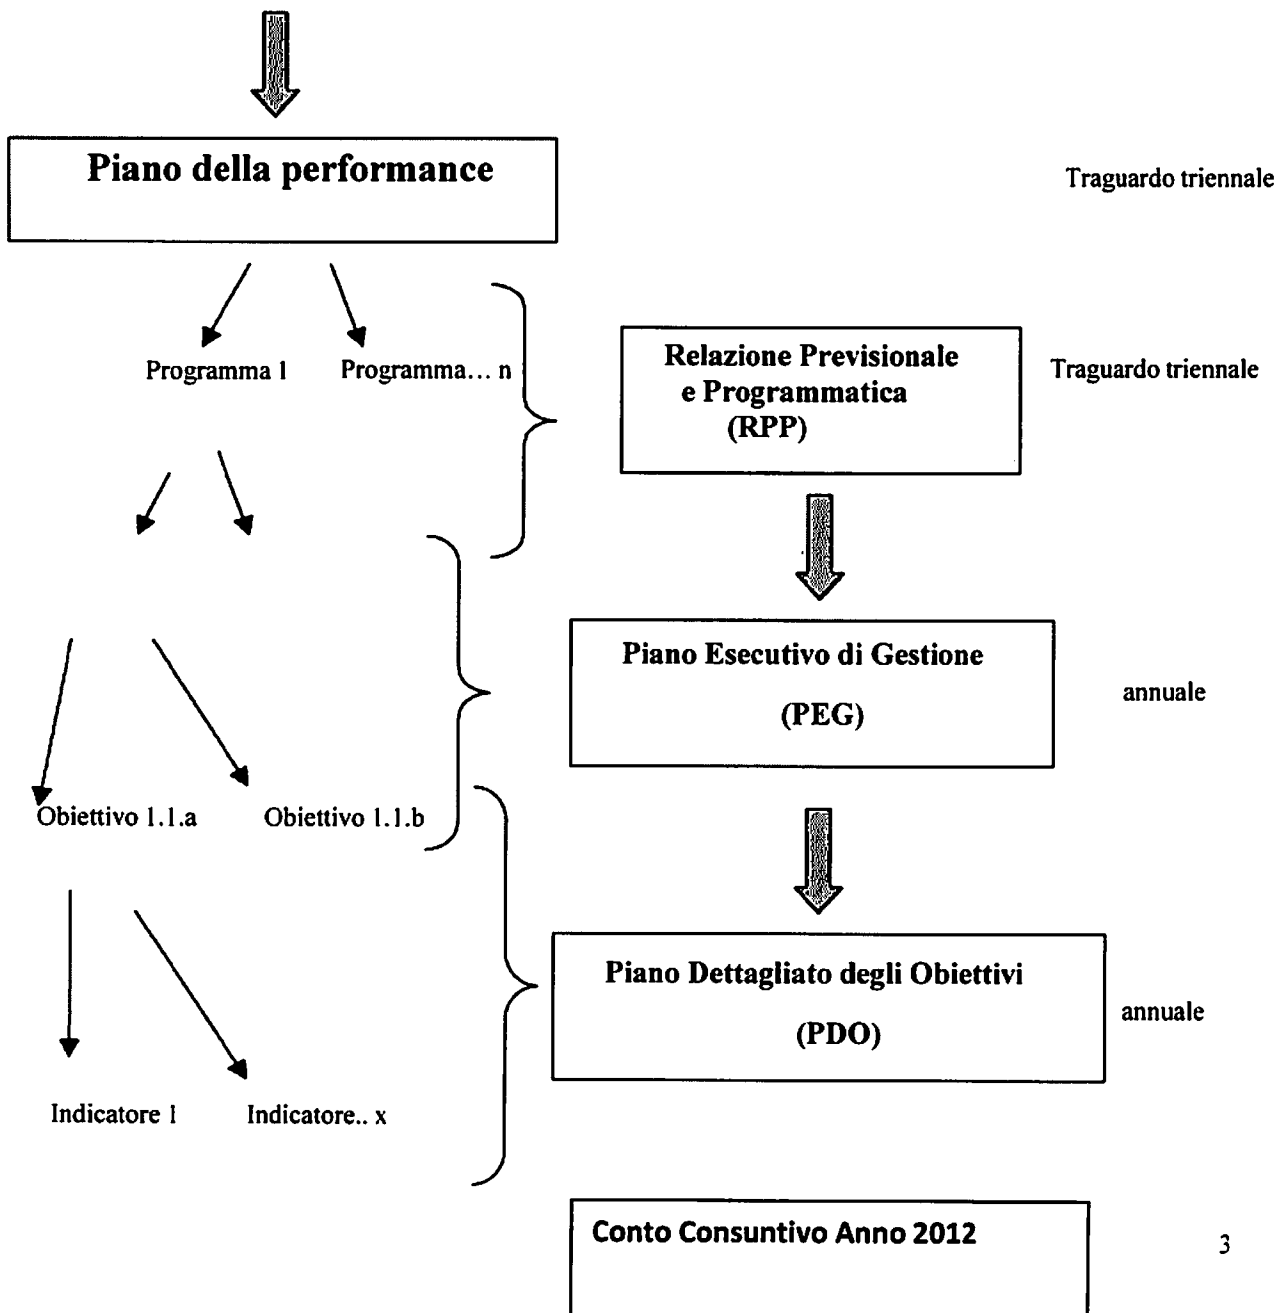 Piano della performance
Traguardo triennale
Programma 1
Programma... n
Relazione Previsionale
e Programmatica
(RPP)
Traguardo triennale
Piano Esecutivo di Gestione
(PEG)
annuale
Obiettivo 1.1.a
Obiettivo 1.1.b
Piano Dettagliato degli Obiettivi
(PDO)
annuale
Indicatore 1
Indicatore.. x
Conto Consuntivo Anno 2012
3